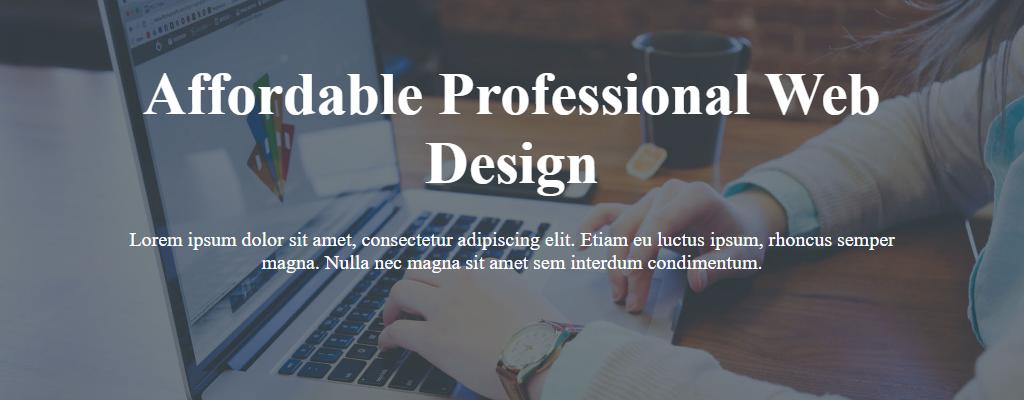 Affordable Professional Web
Design
Lorem ipsum dolor sit amet, consectetur adipiscing elit. Etiam eu luctus ipsum, rhoncus semper
magna. Nulla nec magna sit amet sem interdum condimentum.